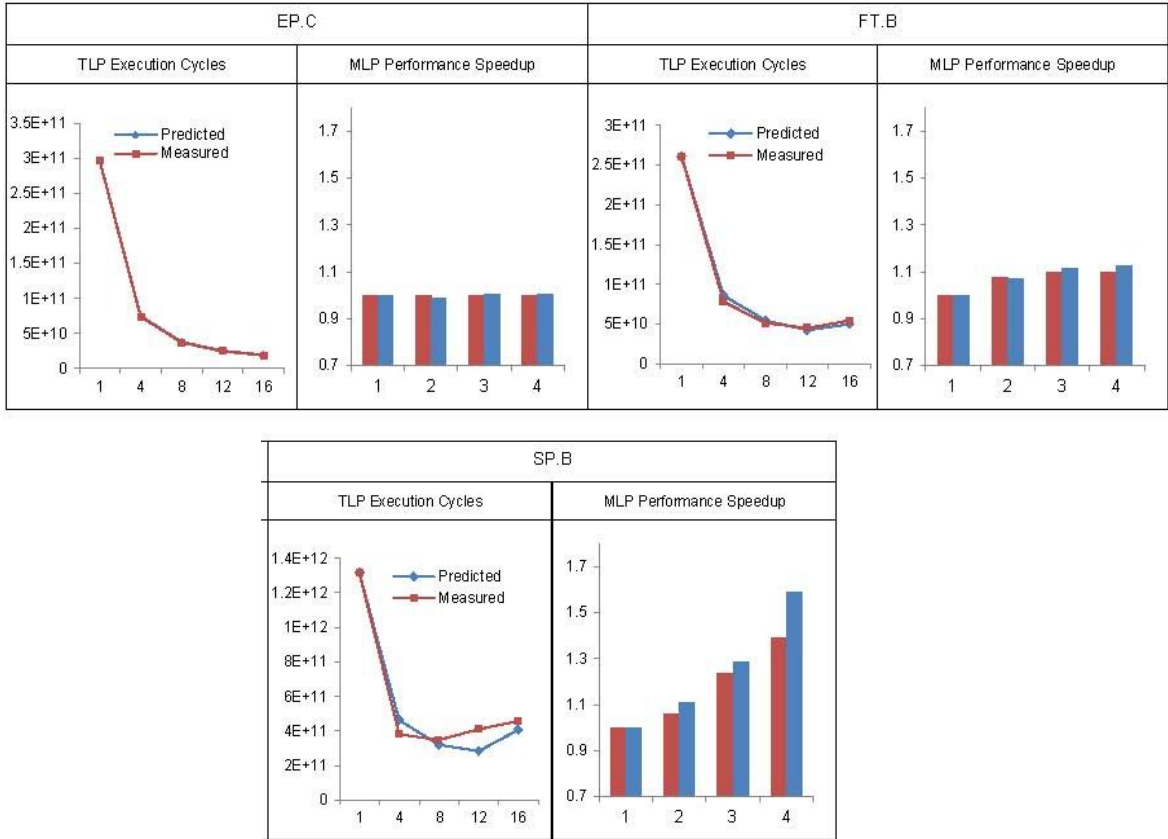 EP.C
FT.B
TLP Execution Cycles
MLP Performance Speedup
TLP Execution Cycles
MLP Performance Speedup
3.5E+11
3E+11
2.5E+11
2E+11
1.5E+11
1E+11
5E+10
0
Predicted
Measured
1 4 8 12 16
1.7
1.5
1.3
1.1
0.9
0.7
1 2 3 4
3E+11
2.5E+11
2E+11
1.5E+11
1E+11
5E+10
0
Predicted
Measured
1 4 8 12 16
1.7
1.5
1.3
1.1
0.9
0.7
1 2 3 4
SP.B
TLP Execution Cycles
MLP Performance Speedup
1.4E+12
1.2E+12
1E+12
8E+11
6E+11
4E+11
2E+11
0
Predicted
Measured
1 4 8 12 16
1.7
1.5
1.3
1.1
0.9
0.7
1 2 3 4